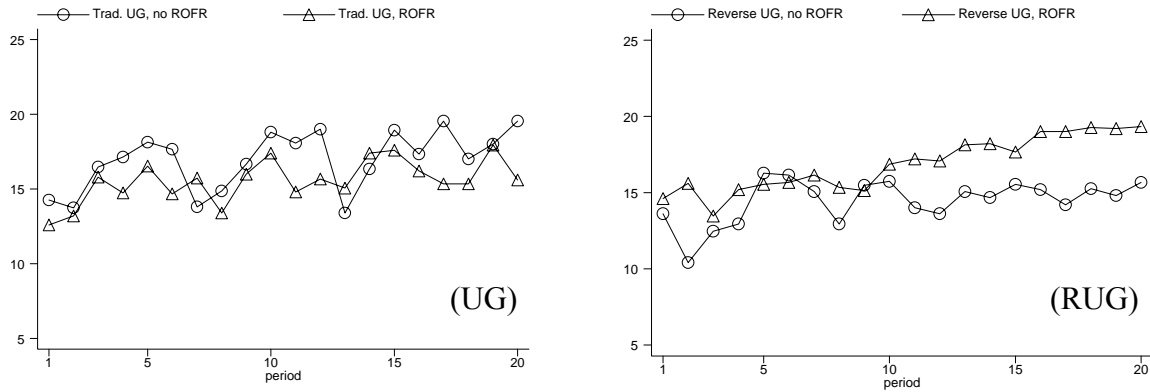 Trad. UG, no ROFR Trad. UG, ROFR
25
20
15
10
5
(UG)
1 5 10 15 20
period
Reverse UG, no ROFR Reverse UG, ROFR
25
20
15
10
5
(RUG)
1 5 10 15 20
period